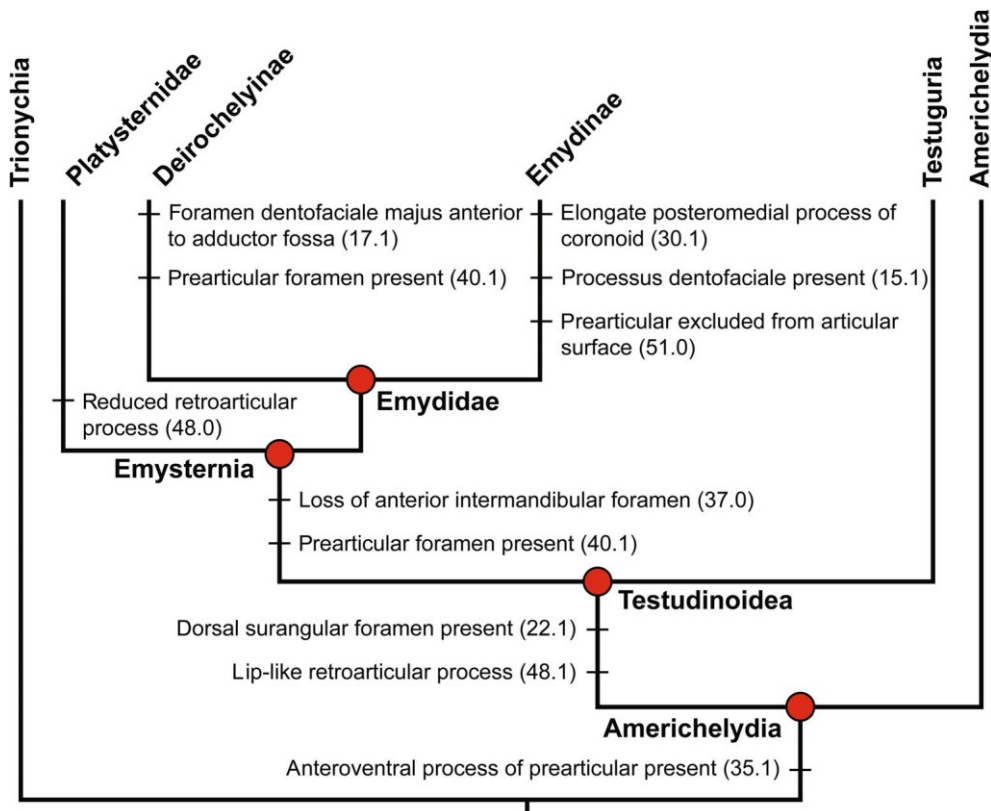 Trionychia
Platysternidae
Deirochelyinae
Emydinae
Testuguria
Americhelydia
Foramen dentofaciale majus anterior
to adductor fossa (17.1)
Prearticular foramen present (40.1)
Elongate posteromedial process of
coronoid (30.1)
Processus dentofaciale present (15.1)
Prearticular excluded from articular
surface (51.0)
Emydidae
Reduced retroarticular
process (48.0)
Emysternia
Loss of anterior intermandibular foramen (37.0)
Prearticular foramen present (40.1)
Testudinoidea
Dorsal surangular foramen present (22.1)
Lip-like retroarticular process (48.1)
Americhelydia
Anteroventral process of prearticular present (35.1)